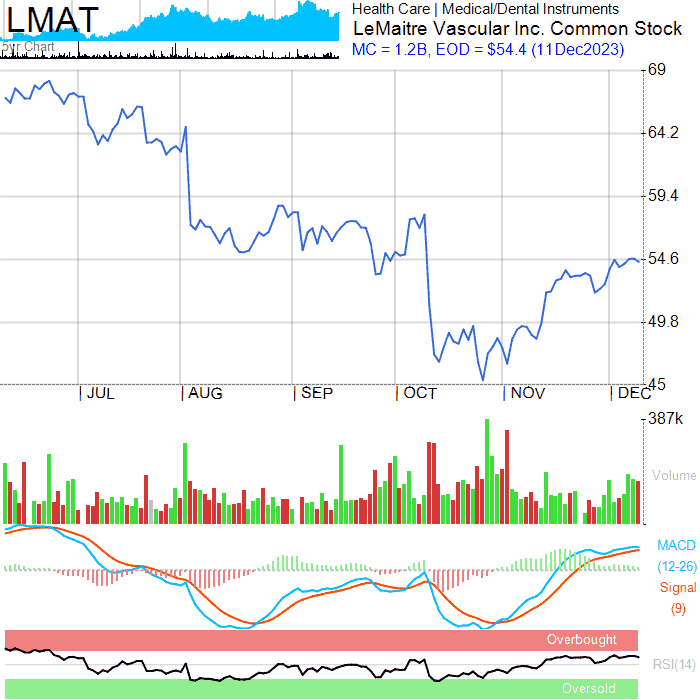 LMAT
5yr Chart
Health Care | Medical/Dental Instruments
LeMaitre Vascular Inc. Common Stock
MC = 1.2B, EOD = $54.4 (11Dec2023)
69
64.2
59.4
54.6
49.8
45
| JUL
| AUG
| SEP
| OCT
| NOV
| DEC
387k
Volume
MACD
(12-26)
Signal
(9)
Overbought
RSI(14)
Oversold